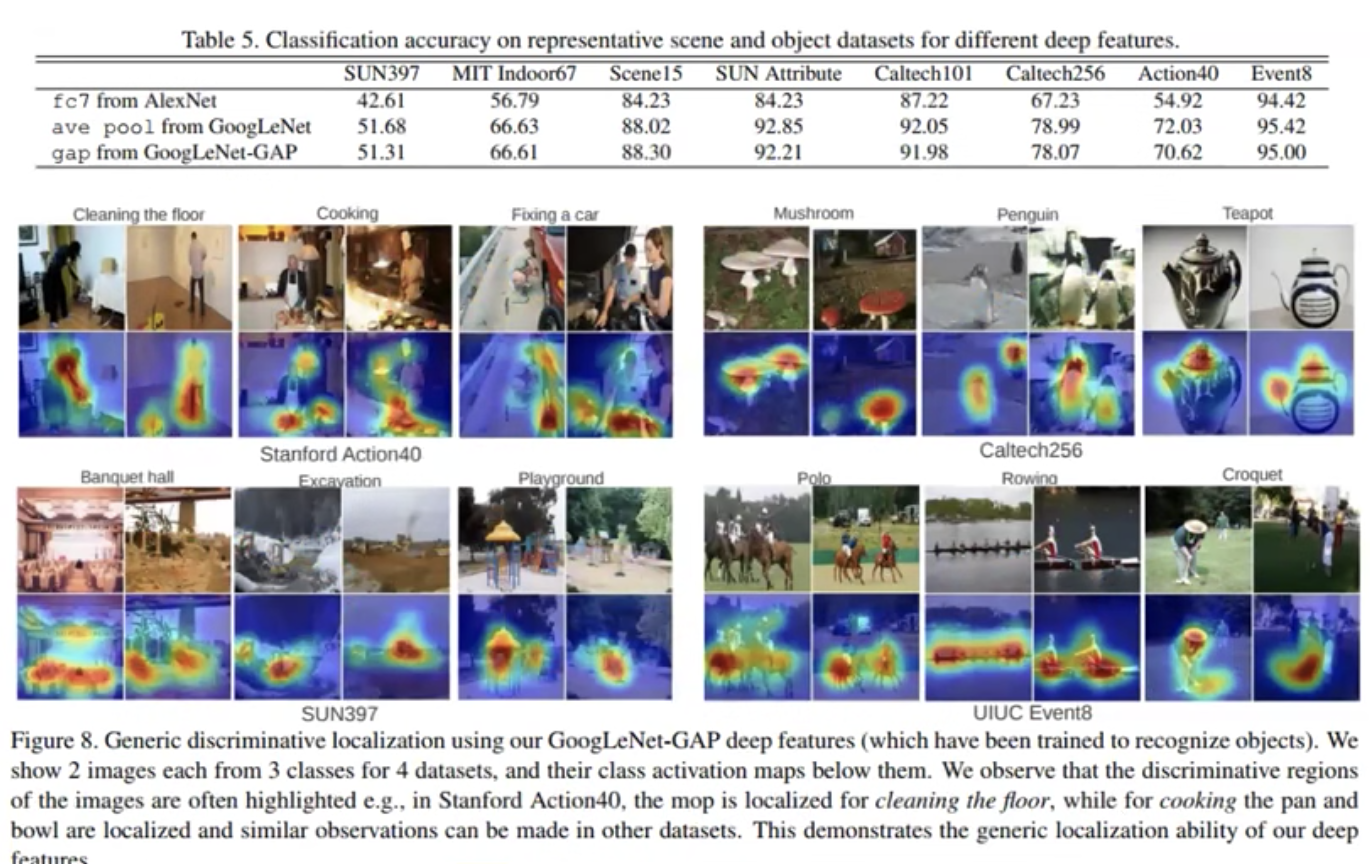 Table 5. Classification accuracy on representative scene and object datasets for different deep features.
SUN397 MIT Indoor67 Scene15 SUN Attribute Caltech101 Caltech256 Action40 Event8
fc7 from AlexNet 42.61 56.79 84.23 84.23 87.22 67.23 54.92 94.42
ave pool from GoogLeNet 51.68 66.63 88.02 92.85 92.05 78.99 72.03 95.42
gap from GoogLeNet-GAP 51.31 66.61 88.30 92.21 91.98 78.07 70.62 95.00
Cleaning the floor Cooking Fixing a car Mushroom Penguin Teapot
Stanford Action40 Caltech256
Banquet hall Excavation Playground Polo Rowing Croquet
SUN397 UIUC Event8
Figure 8. Generic discriminative localization using our GoogLeNet-GAP deep features (which have been trained to recognize objects). We
show 2 images each from 3 classes for 4 datasets, and their class activation maps below them. We observe that the discriminative regions
of the images are often highlighted e.g., in Stanford Action40, the mop is localized for cleaning the floor, while for cooking the pan and
bowl are localized and similar observations can be made in other datasets. This demonstrates the generic localization ability of our deep
features.